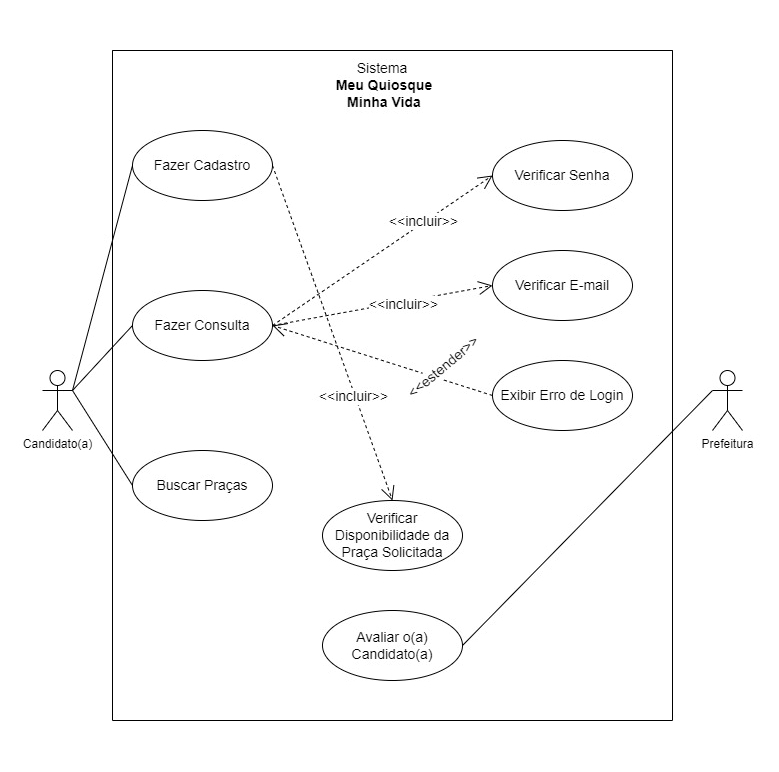 Sistema
Meu Quiosque
Minha Vida
Fazer Cadastro
Verificar Senha
<<incluir>>
Verificar E-mail
<<incluir>>
Fazer Consulta
<<estender>>
Exibir Erro de Login
<<incluir>>
Candidato(a)
Prefeitura
Buscar Praças
Verificar
Disponibilidade da
Praça Solicitada
Avaliar o(a)
Candidato(a)